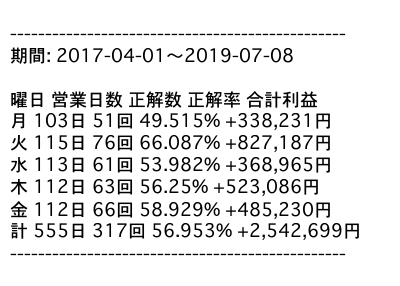 ------------------------------------------------
期間: 2017-04-01～2019-07-08
曜日 営業日数 正解数 正解率 合計利益
月 103日 51回 49.515% +338,231円
火 115日 76回 66.087% +827,187円
水 113日 61回 53.982% +368,965円
木 112日 63回 56.25% +523,086円
金 112日 66回 58.929% +485,230円
計 555日 317回 56.953% +2,542,699円
------------------------------------------------